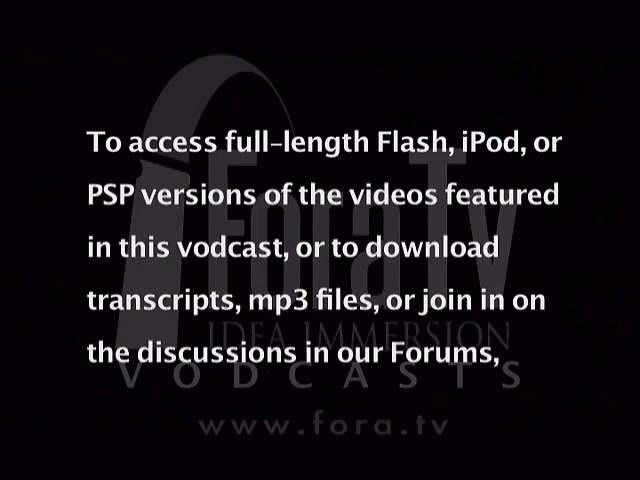 To access full-length Flash, iPod, or
PSP versions of the videos featured
in this vodcast, or to download
transcripts, mp3 files, or join in on
the discussions in our Forums,
ForaTv
IDEA IMMERSION
VODCASTS
www.fora.tv